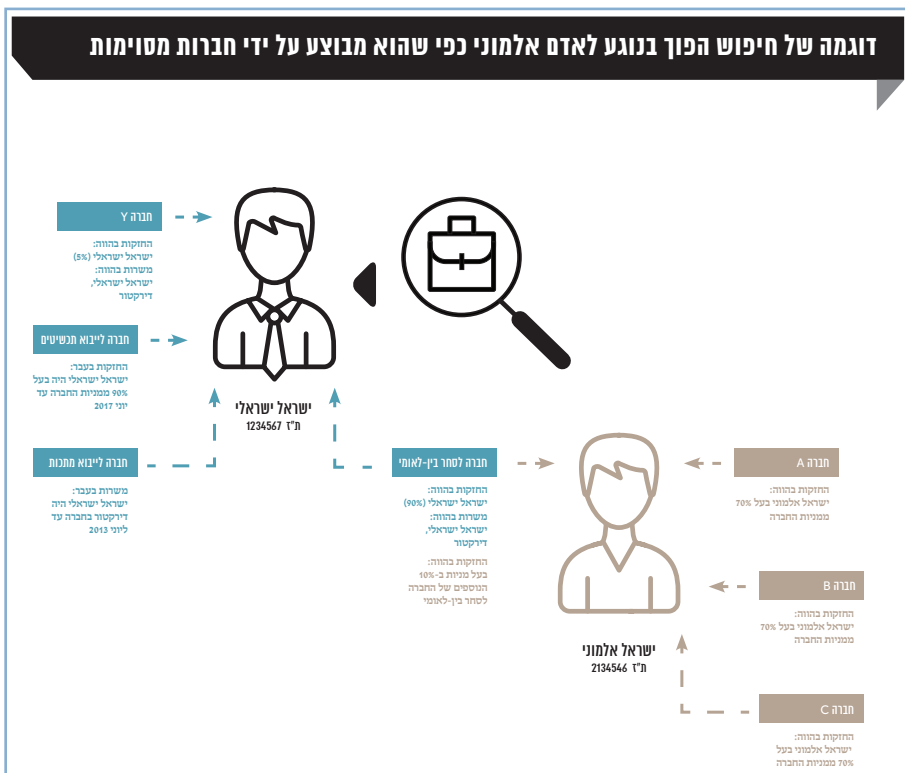 דוגמה של חיפוש הפוך בנוגע לאדם אלמוני כפי שהוא מבוצע על ידי חברות מסוימות
חברה Y
החזקות בהווה:
ישראל ישראלי (5%)
משרות בהווה:
ישראל ישראלי,
דירקטור
חברה לייבוא תכשיטים
החזקות בעבר:
ישראל ישראלי היה בעל
90% ממניות החברה עד
יוני 2017
ישראל ישראלי
ת"ז 1234567
חברה לייבוא מתכות
משרות בעבר:
ישראל ישראלי היה
דירקטור בחברה עד
ליוני 2013
חברה לסחר בין-לאומי
החזקות בהווה:
ישראל ישראלי (90%)
משרות בהווה:
ישראל ישראלי,
דירקטור
החזקות בהווה:
בעל מניות ב-10%
הנוספים של החברה
לסחר בין-לאומי
חברה A
החזקות בהווה:
ישראל אלמוני בעל 70%
ממניות החברה
חברה B
החזקות בהווה:
ישראל אלמוני בעל 70%
ממניות החברה
ישראל אלמוני
ת"ז 2134546
חברה C
החזקות בהווה:
ישראל אלמוני בעל
70% ממניות החברה